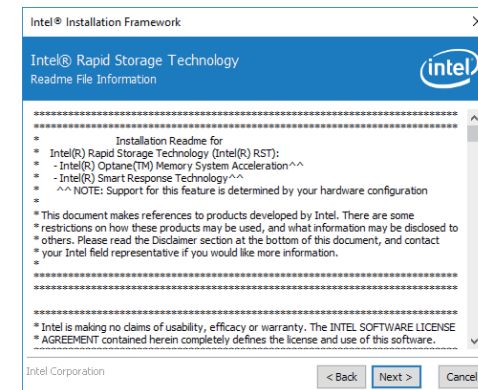 Intel® Installation Framework
Intel® Rapid Storage Technology
Readme File Information
intel
********************************************************************************
********************************************************************************
* Installation Readme for
* Intel(R) Rapid Storage Technology (Intel(R) RST):
* - Intel(R) Optane(TM) Memory System Acceleration^^
* - Intel(R) Smart Response Technology^^
* ^^ NOTE: Support for this feature is determined by your hardware configuration
*
* This document makes references to products developed by Intel. There are some
* restrictions on how these products may be used, and what information may be disclosed to
* others. Please read the Disclaimer section at the bottom of this document, and contact
* your Intel field representative if you would like more information.
*
********************************************************************************
********************************************************************************
********************************************************************************
* Intel is making no claims of usability, efficacy or warranty. The INTEL SOFTWARE LICENSE
* AGREEMENT contained herein completely defines the license and use of this software.
Intel Corporation
< Back Next > Cancel